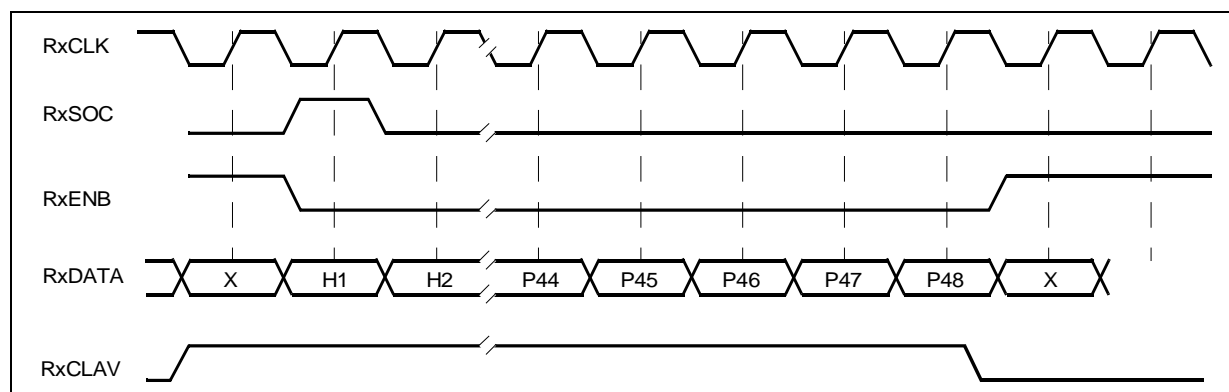 RxCLK
RxSOC
RxENB
RxDATA X H1 H2 P44 P45 P46 P47 P48 X
RxCLAV